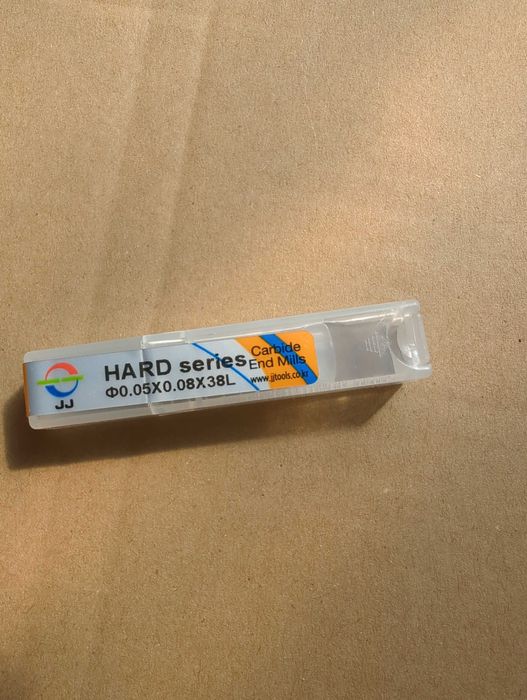 JJ
HARD series
Φ0.05X0.08X38L
Carbide
End Mills
www.jjtools.co.kr